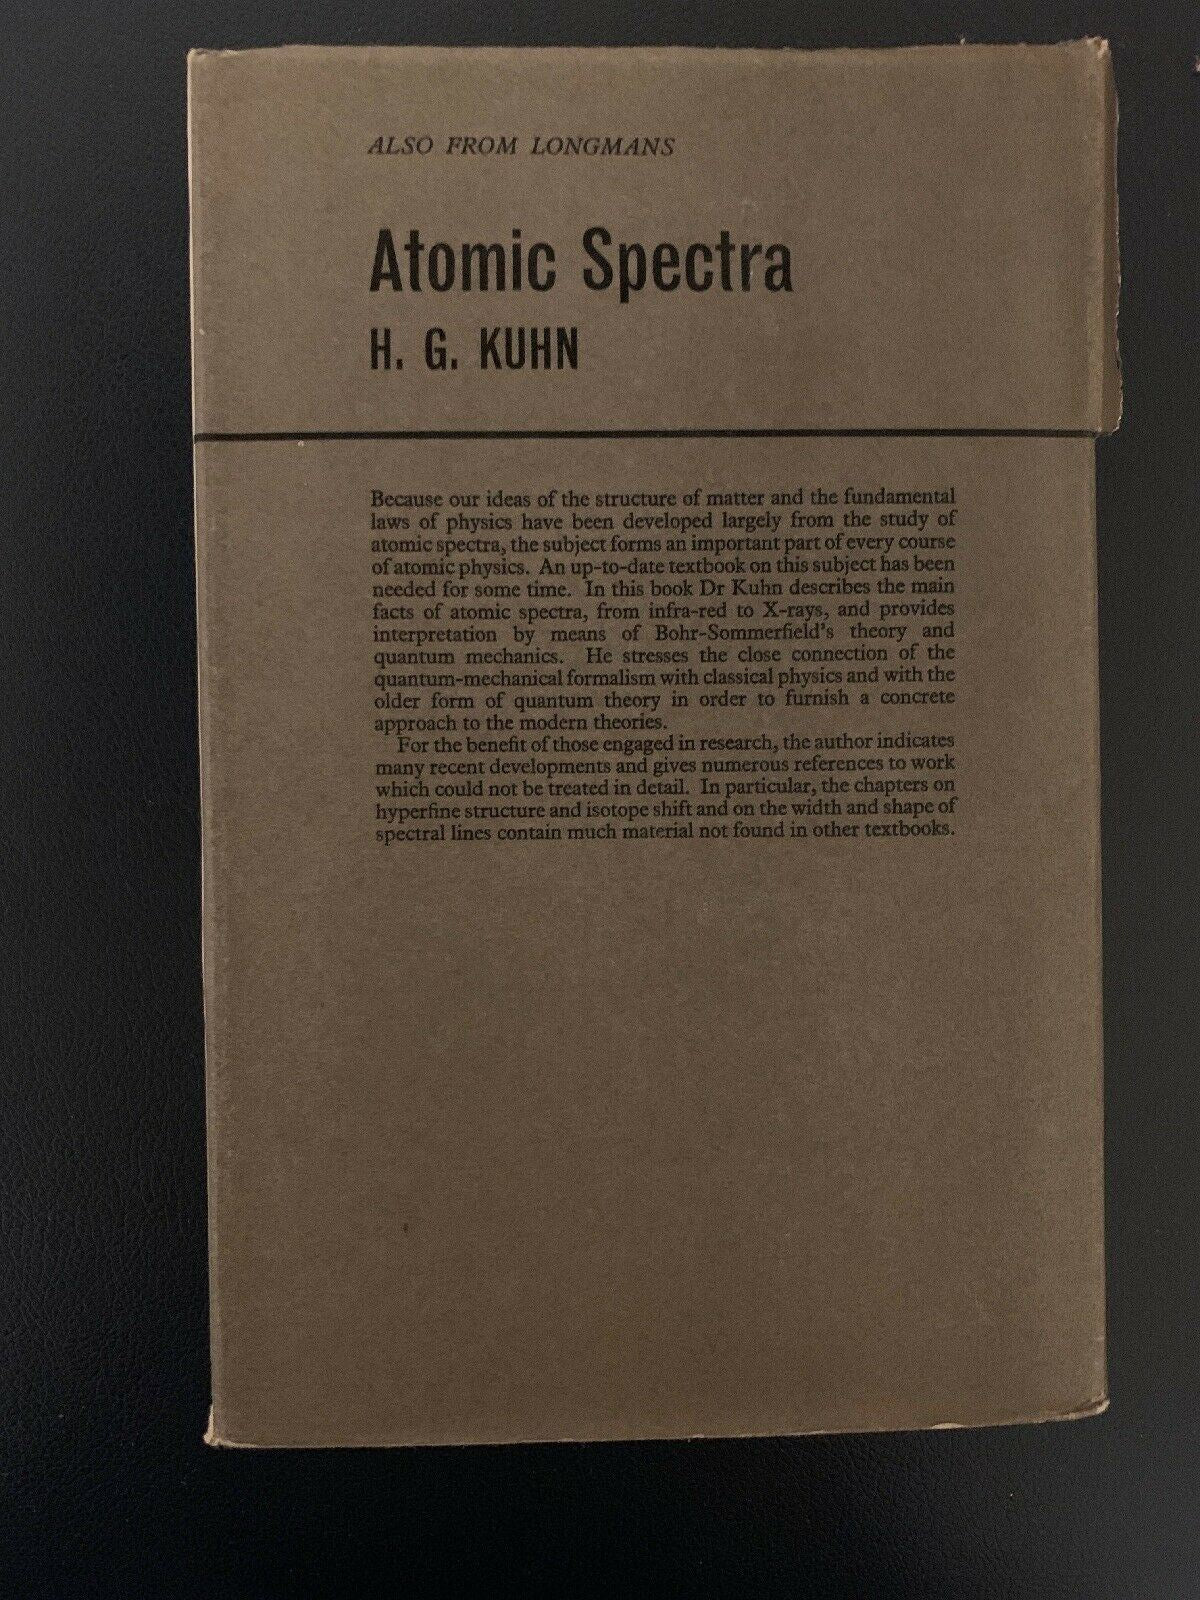 ALSO FROM LONGMANS
Atomic Spectra
H. G. KUHN
Because our ideas of the structure of matter and the fundamental
laws of physics have been developed largely from the study of
atomic spectra, the subject forms an important part of every course
of atomic physics. An up-to-date textbook on this subject has been
needed for some time. In this book Dr Kuhn describes the main
facts of atomic spectra, from infra-red to X-rays, and provides
interpretation by means of Bohr-Sommerfield's theory and
quantum mechanics. He stresses the close connection of the
quantum-mechanical formalism with classical physics and with the
older form of quantum theory in order to furnish a concrete
approach to the modern theories.
For the benefit of those engaged in research, the author indicates
many recent developments and gives numerous references to work
which could not be treated in detail. In particular, the chapters on
hyperfine structure and isotope shift and on the width and shape of
spectral lines contain much material not found in other textbooks.